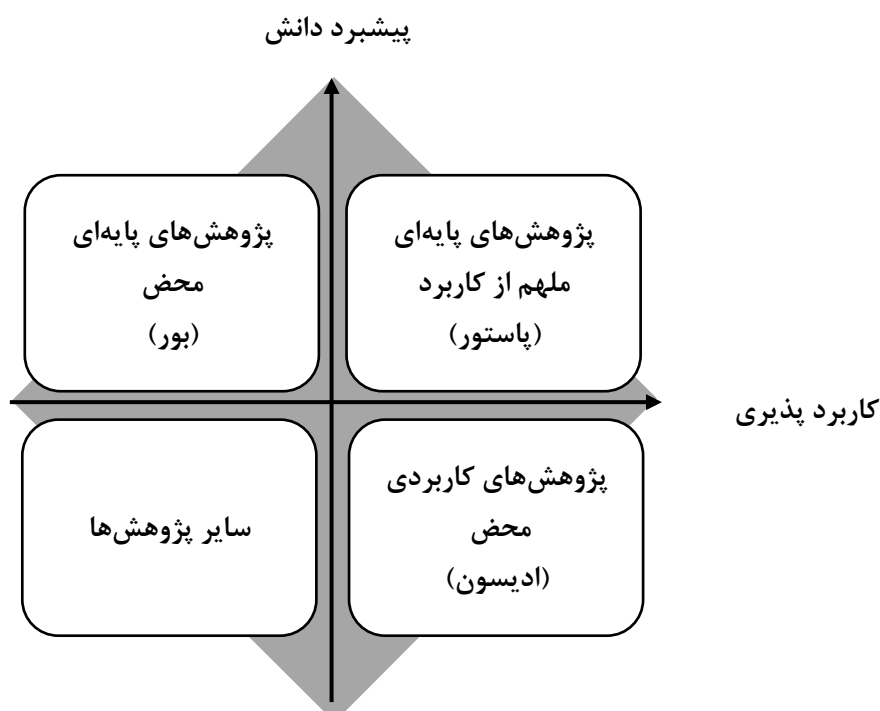 پیشبرد دانش
پژوهش‌های پایه‌ای
ملهم از کاربرد
(پاستور)
پژوهش‌های پایه‌ای
محض
(بور)
کاربرد پذیری
پژوهش‌های کاربردی
محض
(ادیسون)
سایر پژوهش‌ها